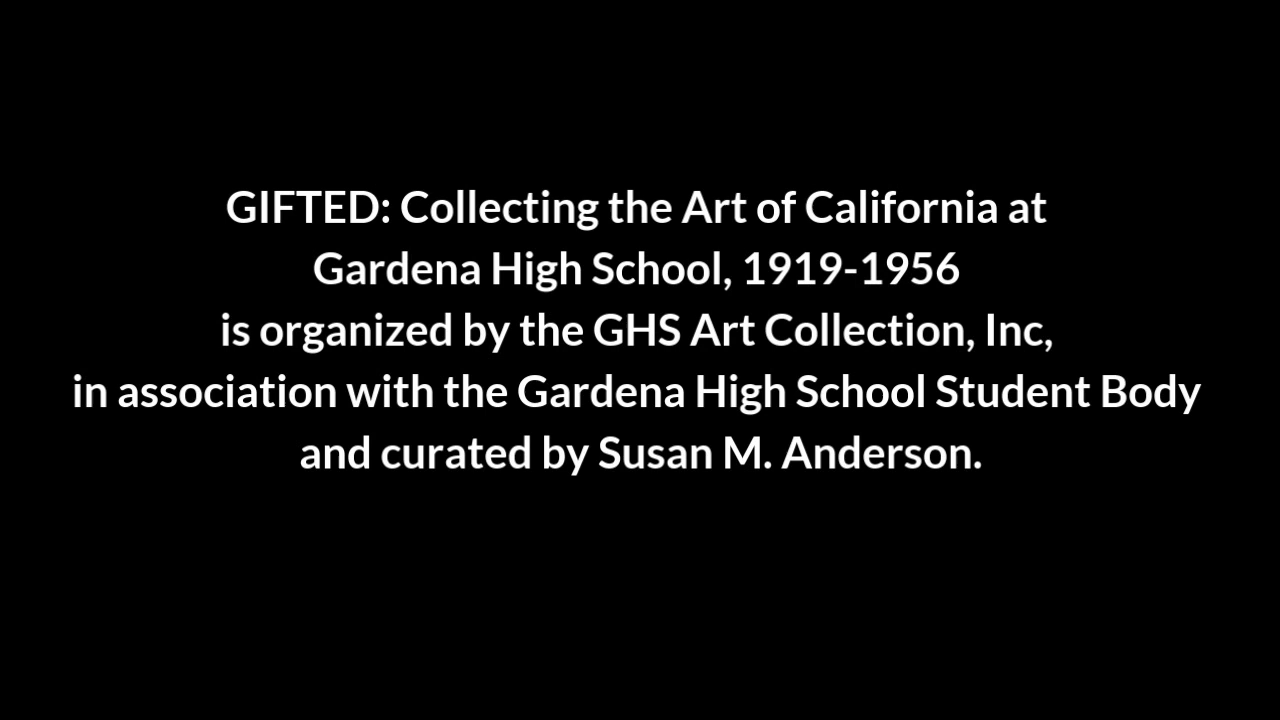 GIFTED: Collecting the Art of California at
Gardena High School, 1919-1956
is organized by the GHS Art Collection, Inc,
in association with the Gardena High School Student Body
and curated by Susan M. Anderson.